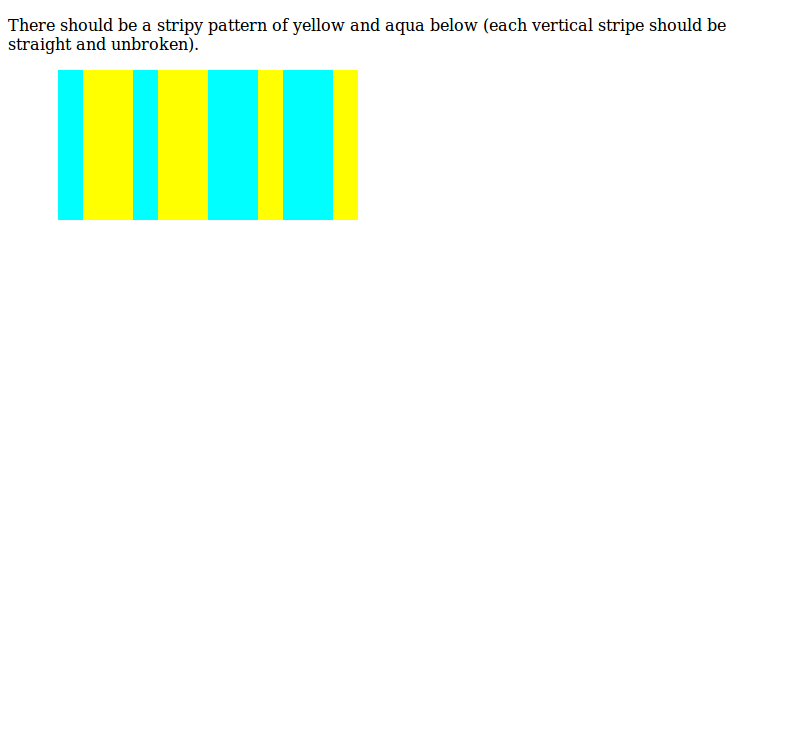 There should be a stripy pattern of yellow and aqua below (each vertical stripe should be
straight and unbroken).